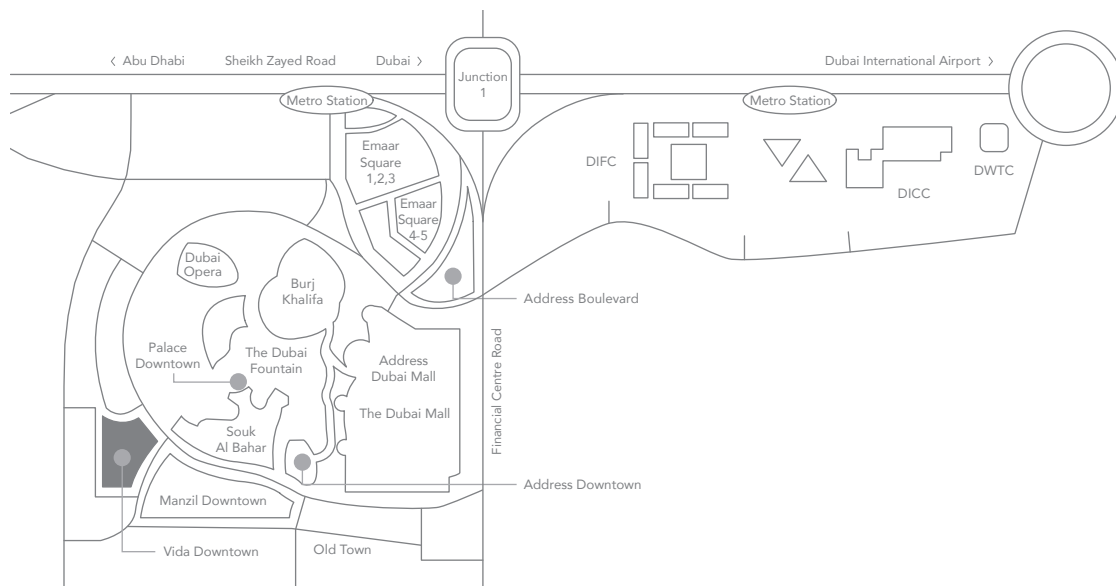 ‹ Abu Dhabi
Sheikh Zayed Road
Dubai ›
Junction
1
Dubai International Airport ›
Metro Station
Metro Station
Emaar
Square
1,2,3
DIFC
DWTC
DICC
Emaar
Square
4-5
Dubai
Opera
Burj
Khalifa
Address Boulevard
Palace
Downtown
The Dubai
Fountain
Address
Dubai Mall
The Dubai Mall
Financial Centre Road
Souk
Al Bahar
Address Downtown
Manzil Downtown
Vida Downtown
Old Town